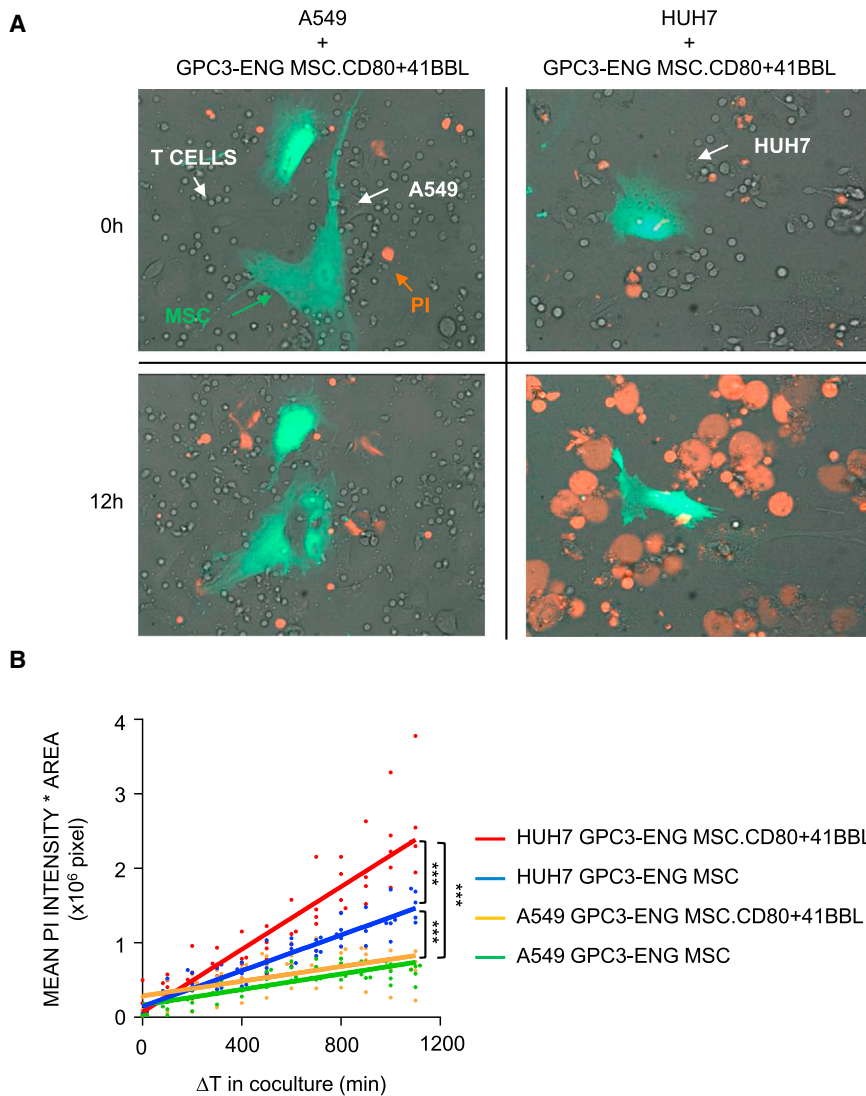 A
A549
+
GPC3-ENG MSC.CD80+41BBL
HUH7
+
GPC3-ENG MSC.CD80+41BBL
0h
T CELLS
A549
MSC
PI
HUH7
12h
B
MEAN PI INTENSITY * AREA
(x10⁶ pixel)
4
3
2
1
0
0
400
800
1200
ΔT in coculture (min)
***
***
***
HUH7 GPC3-ENG MSC.CD80+41BBL
HUH7 GPC3-ENG MSC
A549 GPC3-ENG MSC.CD80+41BBL
A549 GPC3-ENG MSC